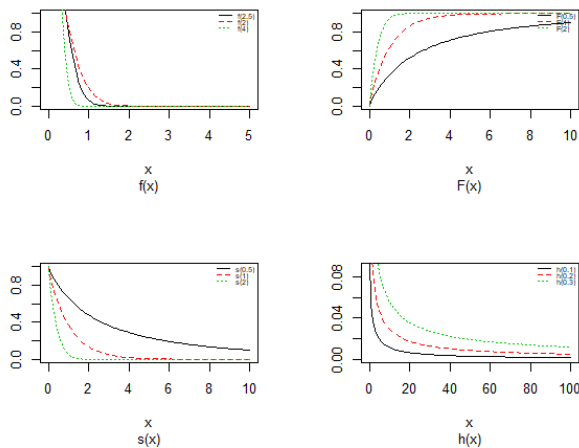 f(2,5)
f(2)
f(4)
0.0 0.4 0.8
0 1 2 3 4 5
x
f(x)
F(0,5)
F(2)
0.0 0.4 0.8
0 2 4 6 8 10
x
F(x)
s(0,5)
s(1)
s(2)
0.0 0.4 0.8
0 2 4 6 8 10
x
s(x)
h(0.1)
h(0.2)
h(0.3)
0.00 0.04 0.08
0 20 40 60 80 100
x
h(x)